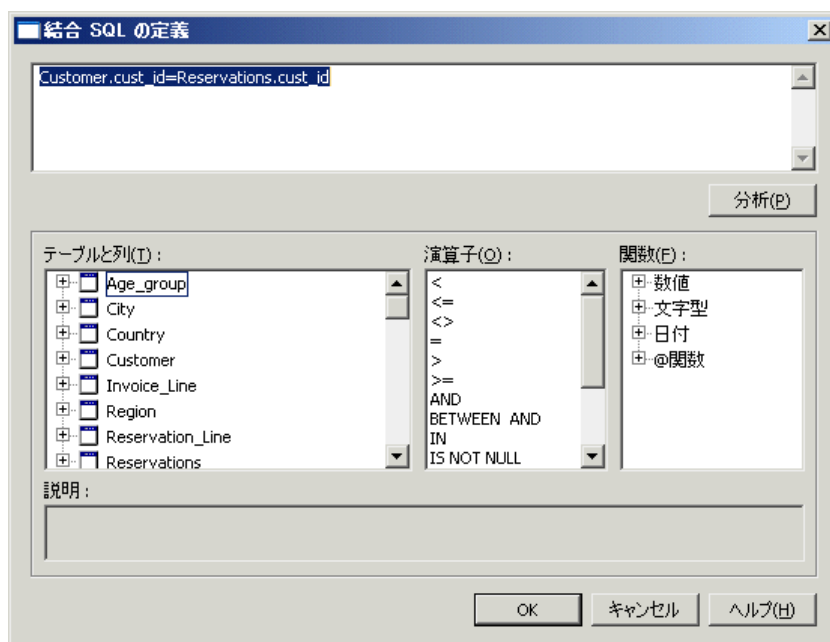 結合 SQL の定義
Customer.cust_id=Reservations.cust_id
分析(P)
テーブルと列(T) :
Age_group
City
Country
Customer
Invoice_Line
Region
Reservation_Line
Reservations
演算子(O) :
<
<=
<>
=
>
>=
AND
BETWEEN AND
IN
IS NOT NULL
関数(F) :
数値
文字型
日付
@関数
説明 :
OK
キャンセル
ヘルプ(H)